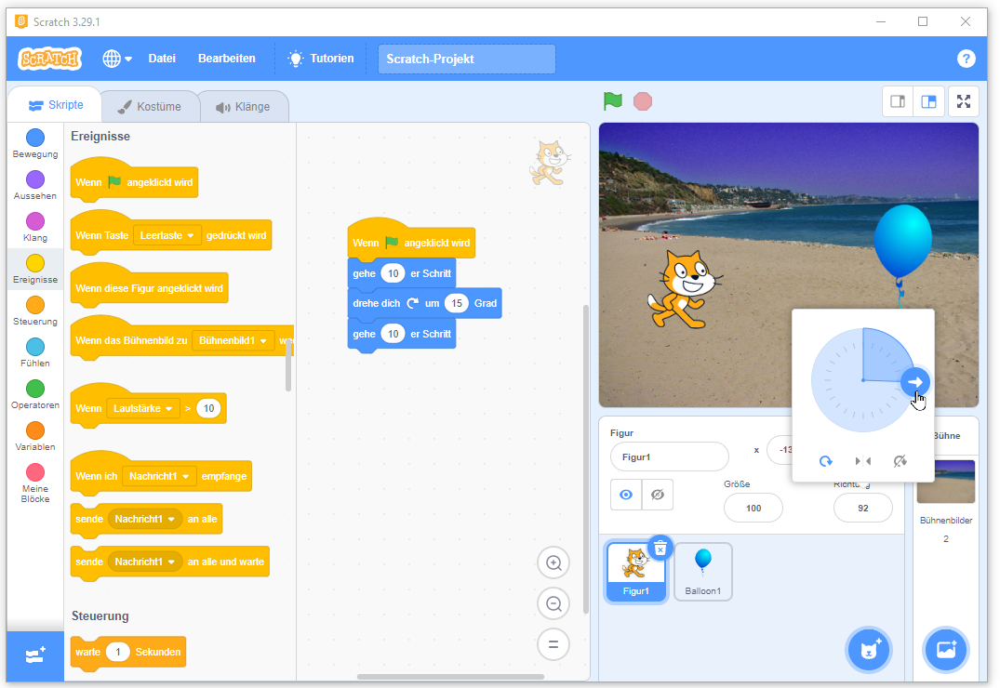 Scratch 3.29.1
SCRATCH
Datei
Bearbeiten
Tutorien
Scratch-Projekt
?
Skripte
Kostüme
Klänge
Bewegung
Aussehen
Klang
Ereignisse
Steuerung
Fühlen
Operatoren
Variablen
Meine
Blöcke
Ereignisse
Wenn angeklickt wird
Wenn Taste Leertaste gedrückt wird
Wenn diese Figur angeklickt wird
Wenn das Bühnenbild zu Bühnenbild1
Wenn Lautstärke > 10
Wenn ich Nachricht1 empfange
sende Nachricht1 an alle
sende Nachricht1 an alle und warte
Steuerung
warte 1 Sekunden
Wenn angeklickt wird
gehe 10 er Schritt
drehe dich um 15 Grad
gehe 10 er Schritt
=
Figur
Figur1
x -13
Größe
100
92
Figur1
Balloon1
Bühne
Bühnenbilder
2